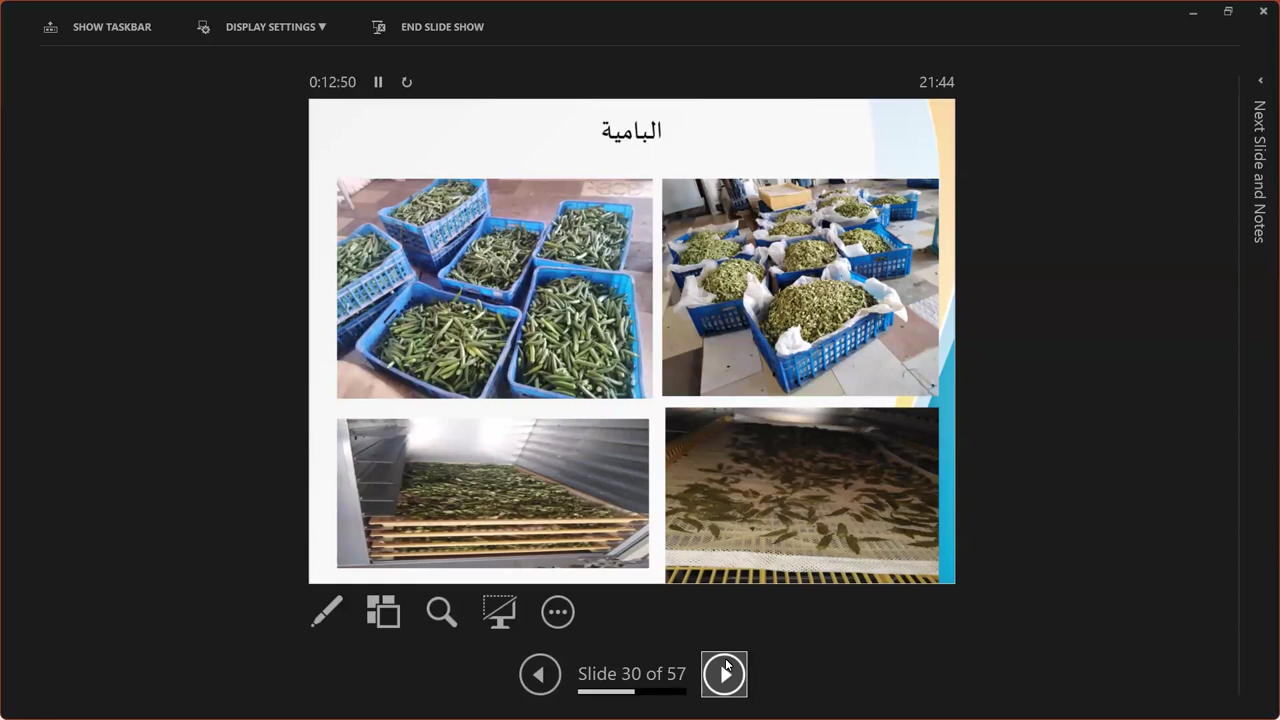 SHOW TASKBAR
DISPLAY SETTINGS ▼
END SLIDE SHOW
0:12:50
21:44
البامية
Next Slide and Notes
Slide 30 of 57